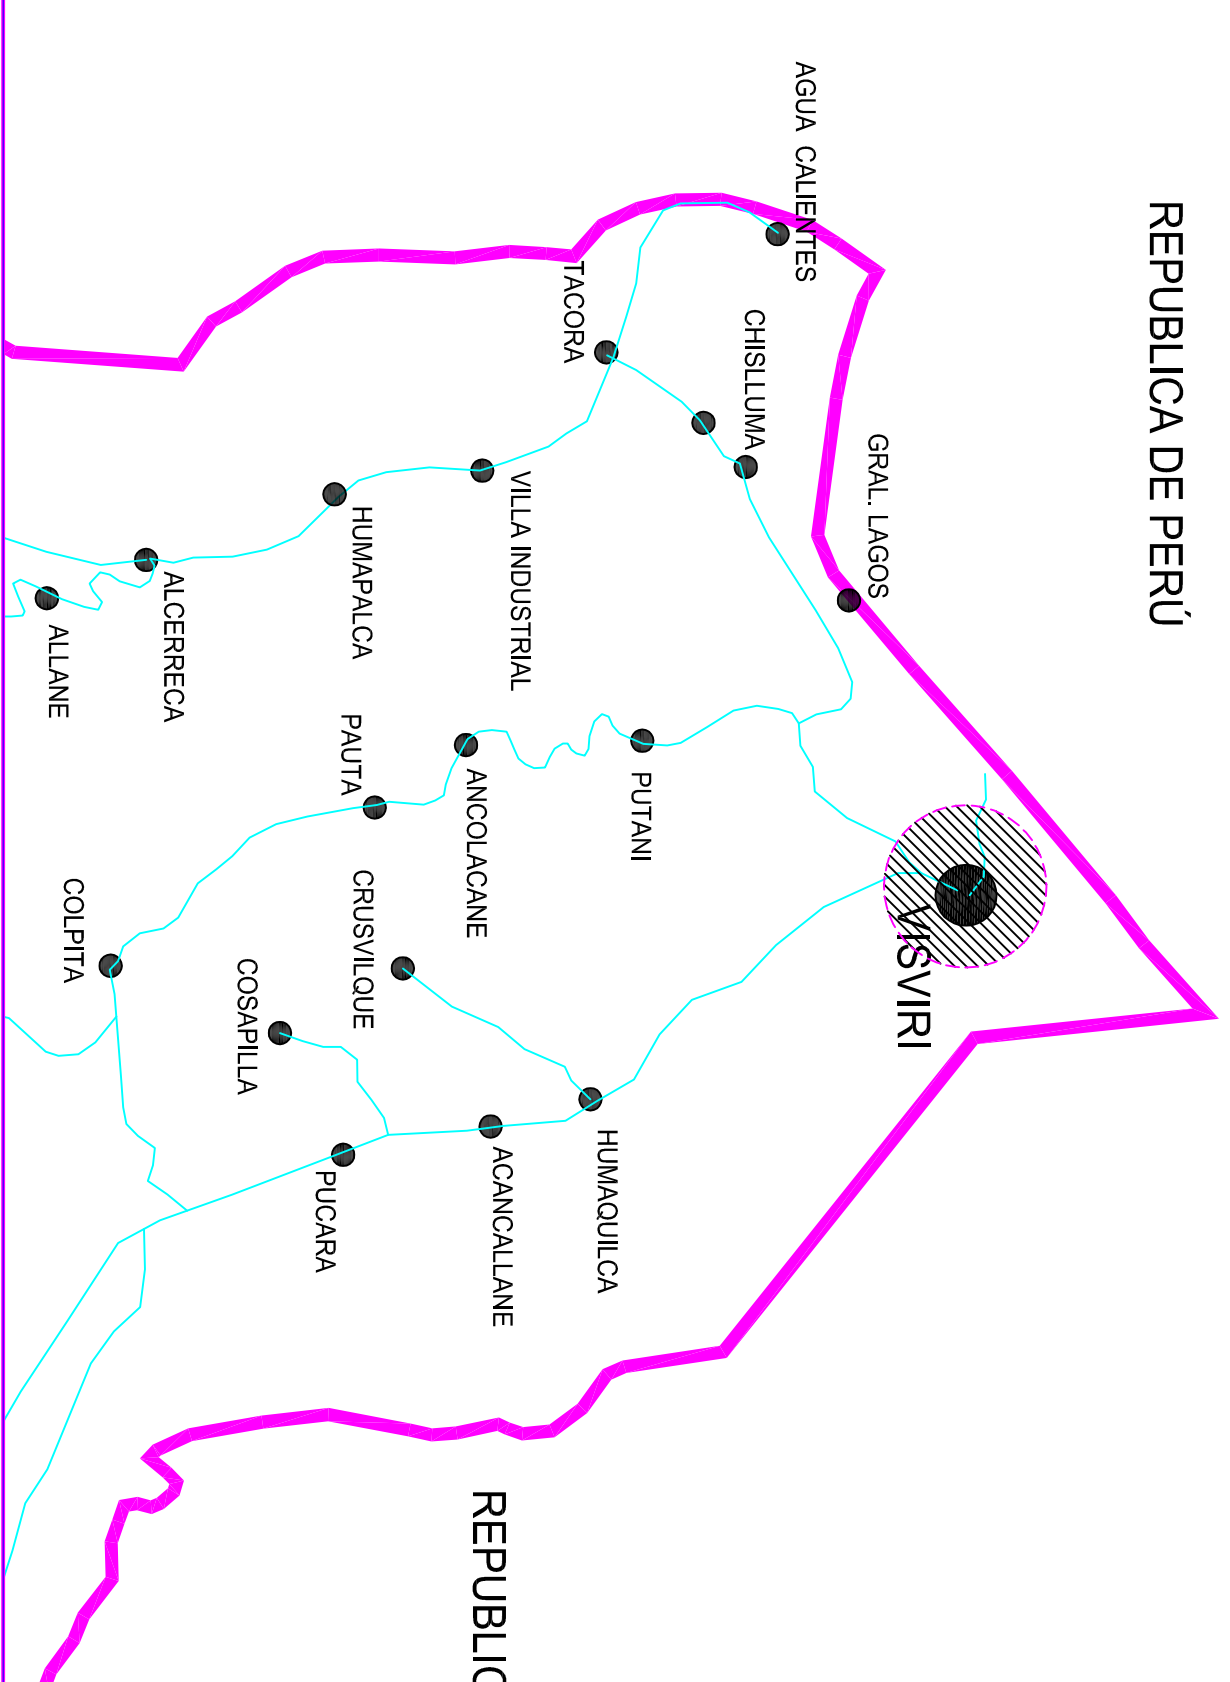 REPUBLICA DE PERÚ
VISVIRI
GRAL. LAGOS
AGUA CALIENTES
CHISLLUMA
PUTANI
HUMAQUILCA
TACORA
VILLA INDUSTRIAL
ANCOLACANE
ACANCALLANE
REPUBLIC
HUMAPALCA
PAUTA
CRUSVILQUE
PUCARA
COSAPILLA
ALCERRECA
COLPITA
ALLANE